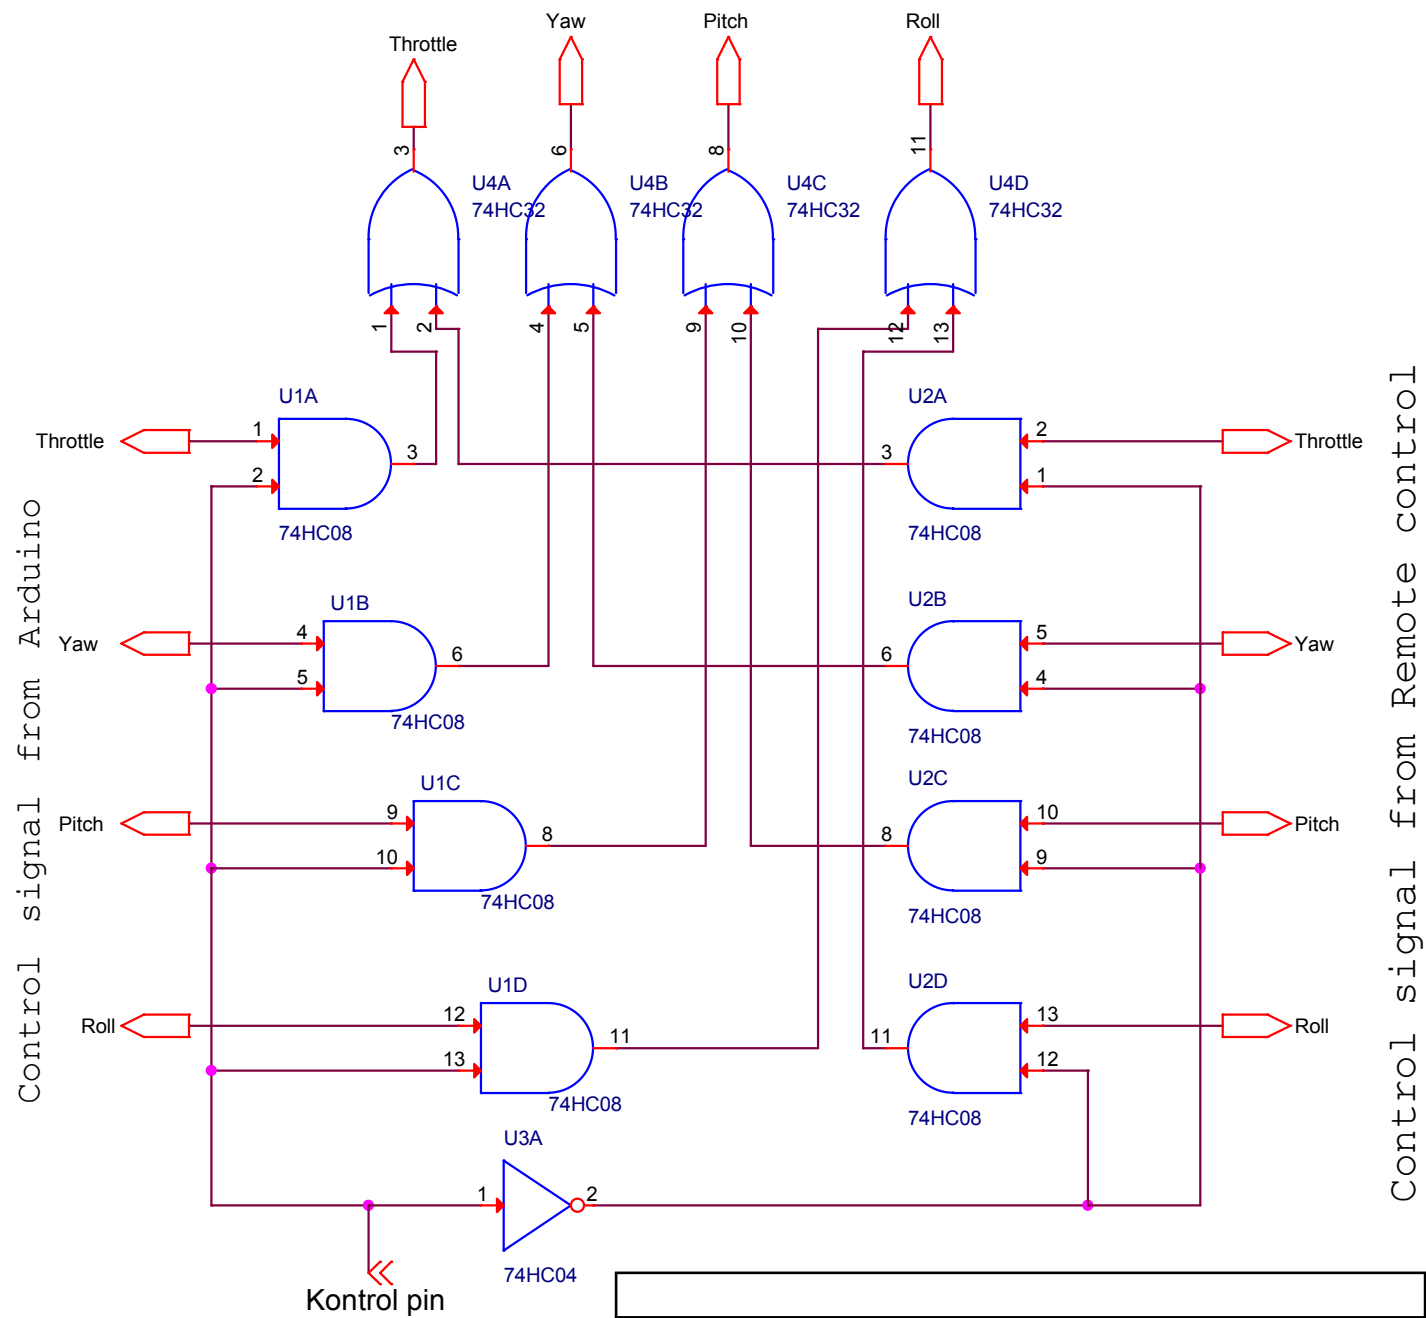 Yaw
Pitch
Roll
Throttle
3
6
8
11
U4A
74HC32
U4B
74HC32
U4C
74HC32
U4D
74HC32
1
2
4
5
9
10
12
13
U1A
Throttle
1
2
3
74HC08
U2A
3
2
1
Throttle
74HC08
U1B
Yaw
4
5
6
74HC08
U2B
6
5
4
Yaw
74HC08
U1C
Pitch
9
10
8
74HC08
U2C
8
10
9
Pitch
74HC08
U1D
Roll
12
13
11
74HC08
U2D
11
13
12
Roll
74HC08
U3A
1
2
74HC04
Kontrol pin
Control signal from Arduino
Control signal from Remote control